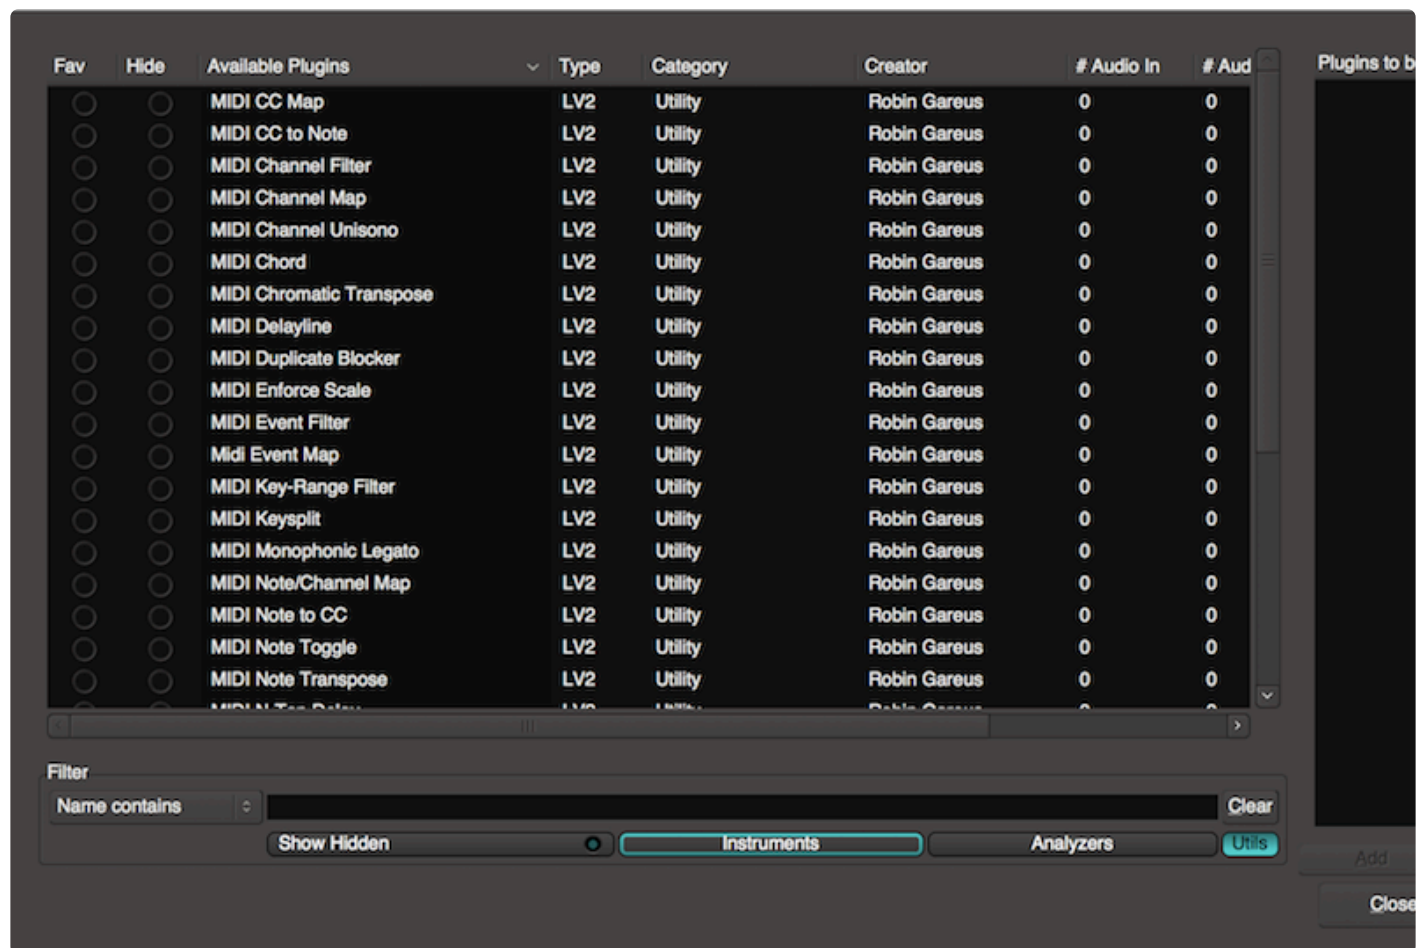 Fav Hide Available Plugins Type Category Creator # Audio In # Aud Plugins to b
MIDI CC Map LV2 Utility Robin Gareus 0 0
MIDI CC to Note LV2 Utility Robin Gareus 0 0
MIDI Channel Filter LV2 Utility Robin Gareus 0 0
MIDI Channel Map LV2 Utility Robin Gareus 0 0
MIDI Channel Unisono LV2 Utility Robin Gareus 0 0
MIDI Chord LV2 Utility Robin Gareus 0 0
MIDI Chromatic Transpose LV2 Utility Robin Gareus 0 0
MIDI Delayline LV2 Utility Robin Gareus 0 0
MIDI Duplicate Blocker LV2 Utility Robin Gareus 0 0
MIDI Enforce Scale LV2 Utility Robin Gareus 0 0
MIDI Event Filter LV2 Utility Robin Gareus 0 0
Midi Event Map LV2 Utility Robin Gareus 0 0
MIDI Key-Range Filter LV2 Utility Robin Gareus 0 0
MIDI Keysplit LV2 Utility Robin Gareus 0 0
MIDI Monophonic Legato LV2 Utility Robin Gareus 0 0
MIDI Note/Channel Map LV2 Utility Robin Gareus 0 0
MIDI Note to CC LV2 Utility Robin Gareus 0 0
MIDI Note Toggle LV2 Utility Robin Gareus 0 0
MIDI Note Transpose LV2 Utility Robin Gareus 0 0
Filter
Name contains Clear
Show Hidden Instruments Analyzers Utils
Add
Close